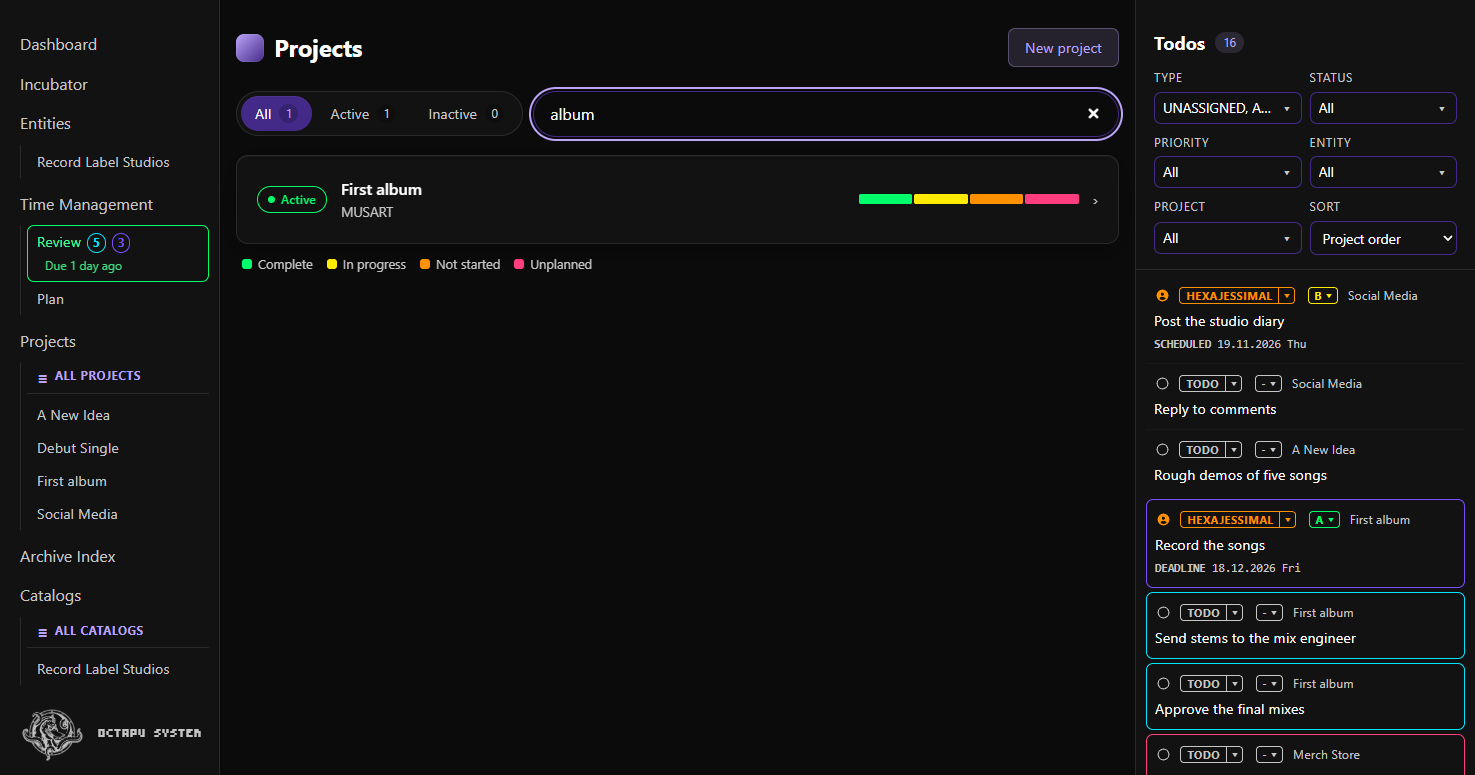 Dashboard
Incubator
Entities
Record Label Studios
Time Management
Review 5 3
Due 1 day ago
Plan
Projects
ALL PROJECTS
A New Idea
Debut Single
First album
Social Media
Archive Index
Catalogs
ALL CATALOGS
Record Label Studios
OCTAPU SYSTEM
Projects
New project
All 1 Active 1 Inactive 0
album
Active
First album
MUSART
Complete In progress Not started Unplanned
Todos 16
TYPE STATUS
UNASSIGNED, A... All
PRIORITY ENTITY
All All
PROJECT SORT
All Project order
HEXAJESSIMAL B Social Media
Post the studio diary
SCHEDULED 19.11.2026 Thu
TODO - Social Media
Reply to comments
TODO - A New Idea
Rough demos of five songs
HEXAJESSIMAL A First album
Record the songs
DEADLINE 18.12.2026 Fri
TODO - First album
Send stems to the mix engineer
TODO - First album
Approve the final mixes
TODO - Merch Store